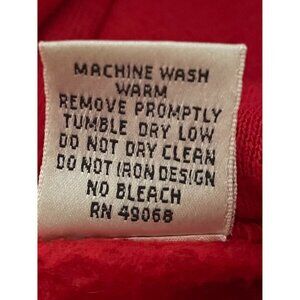 MACHINE WASH
WARM
REMOVE PROMPTLY
TUMBLE DRY LOW
DO NOT DRY CLEAN
DO NOT IRON DESIGN
NO BLEACH
RN 49068